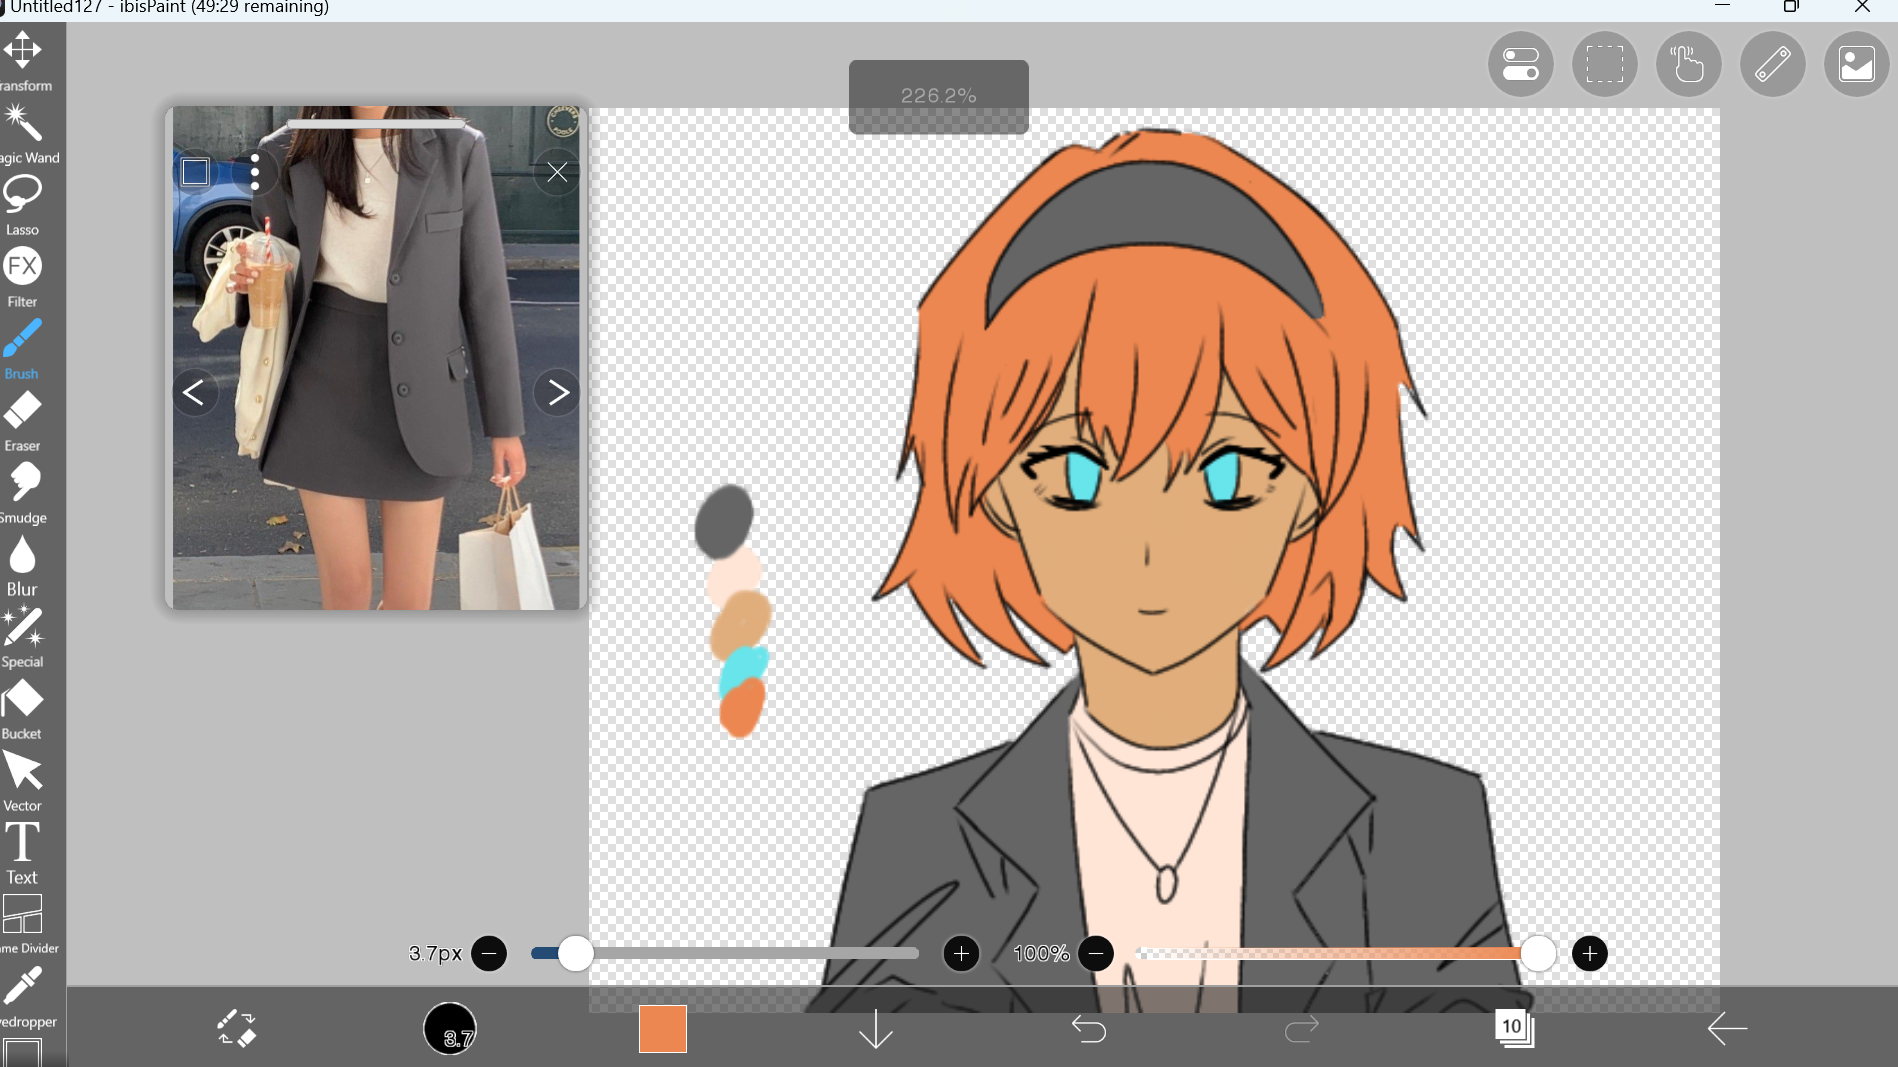 Untitled127 - ibisPaint (49:29 remaining)
ransform
agic Wand
Lasso
FX
Filter
Brush
Eraser
Smudge
Blur
Special
Bucket
Vector
T
Text
ame Divider
yedropper
226.2%
3.7px
100%
3.7
10